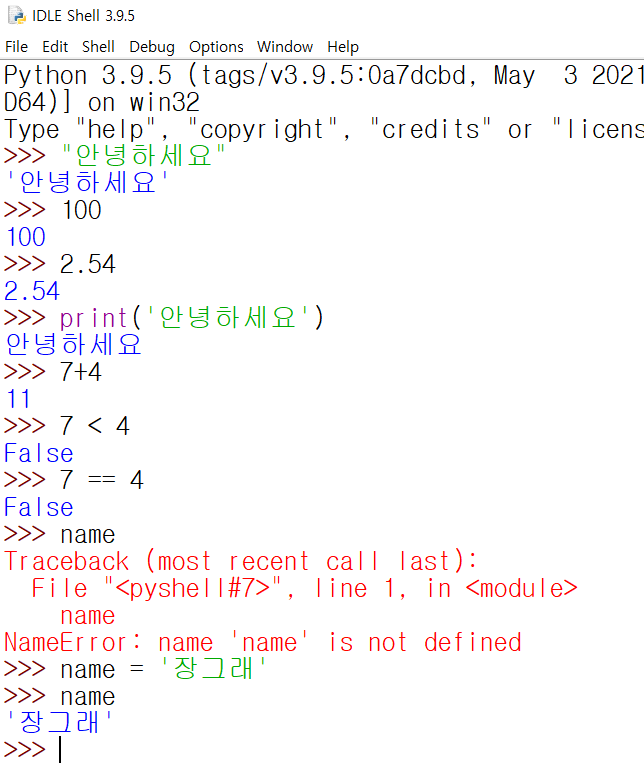 IDLE Shell 3.9.5
File Edit Shell Debug Options Window Help
Python 3.9.5 (tags/v3.9.5:0a7dcbd, May  3 2021
D64)] on win32
Type "help", "copyright", "credits" or "licens
>>> "안녕하세요"
'안녕하세요'
>>> 100
100
>>> 2.54
2.54
>>> print('안녕하세요')
안녕하세요
>>> 7+4
11
>>> 7 < 4
False
>>> 7 == 4
False
>>> name
Traceback (most recent call last):
  File "<pyshell#7>", line 1, in <module>
    name
NameError: name 'name' is not defined
>>> name = '장그래'
>>> name
'장그래'
>>>